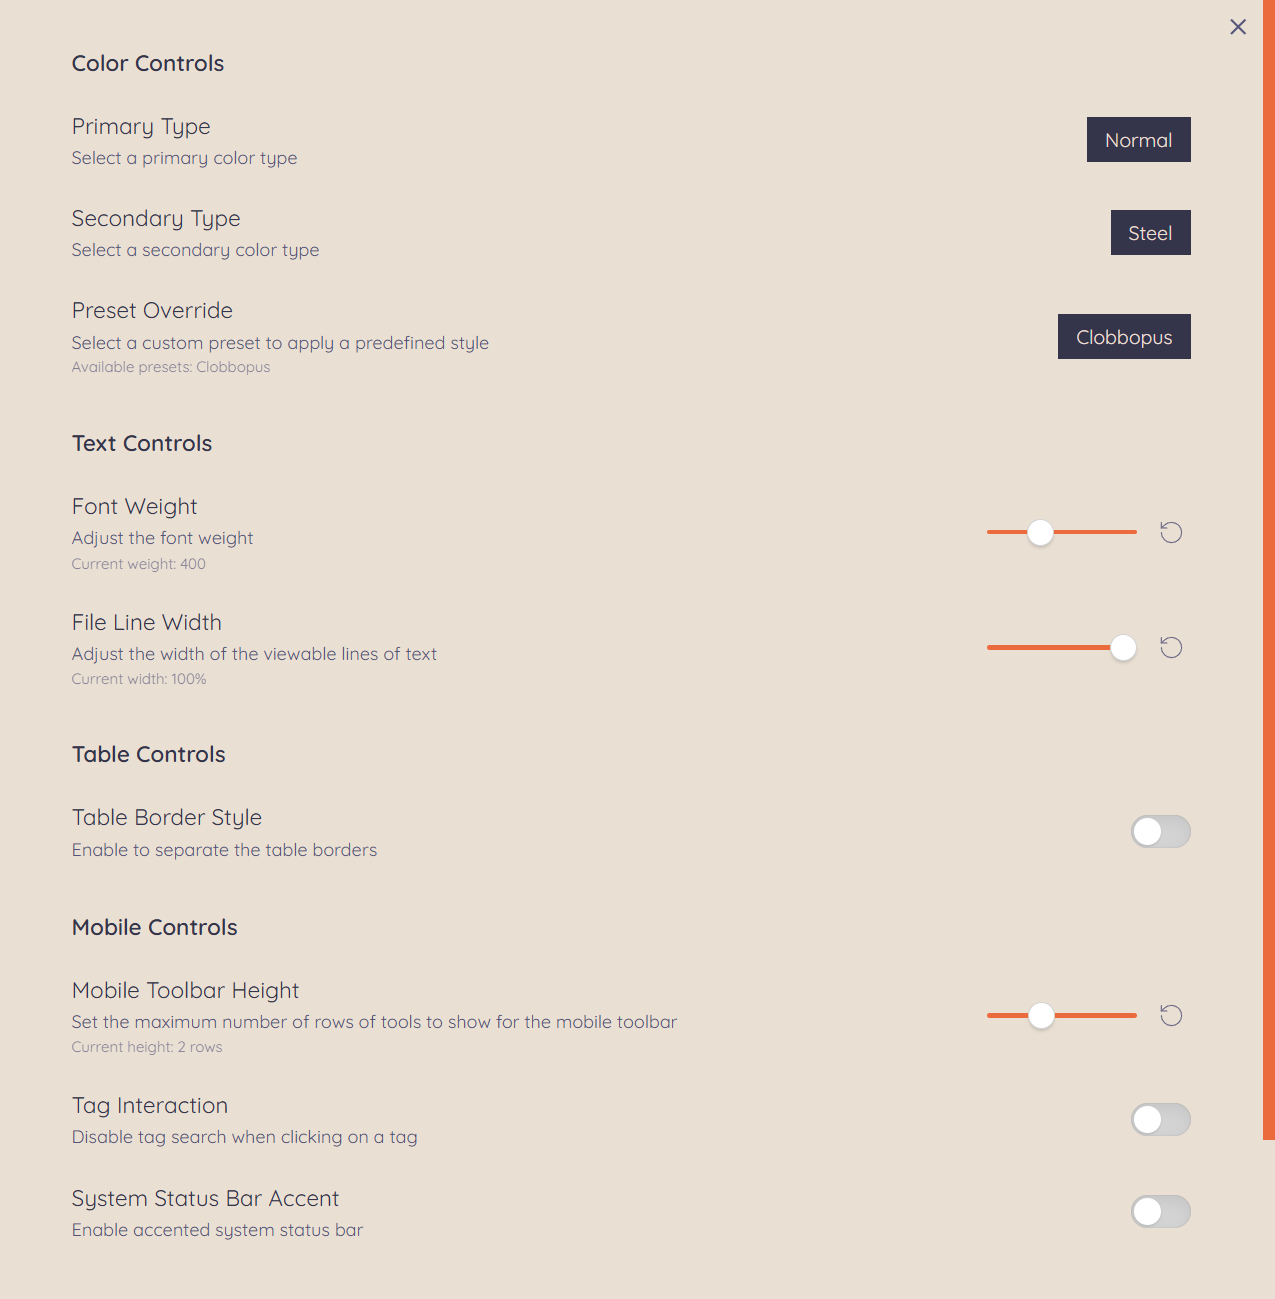 Color Controls
Primary Type
Select a primary color type
Normal
Secondary Type
Select a secondary color type
Steel
Preset Override
Select a custom preset to apply a predefined style
Available presets: Clobbopus
Clobbopus
Text Controls
Font Weight
Adjust the font weight
Current weight: 400
File Line Width
Adjust the width of the viewable lines of text
Current width: 100%
Table Controls
Table Border Style
Enable to separate the table borders
Mobile Controls
Mobile Toolbar Height
Set the maximum number of rows of tools to show for the mobile toolbar
Current height: 2 rows
Tag Interaction
Disable tag search when clicking on a tag
System Status Bar Accent
Enable accented system status bar